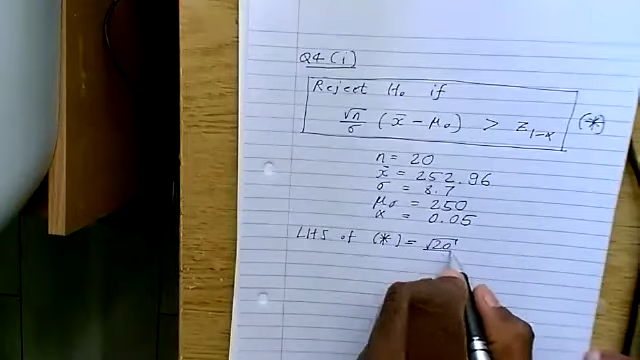 Q4 (i)
Reject H₀ if
√n/σ (x̄ − μ₀) > z₁₋α (*)
n = 20
x̄ = 252.96
σ = 8.7
μ₀ = 250
α = 0.05
LHS of (*) = √20